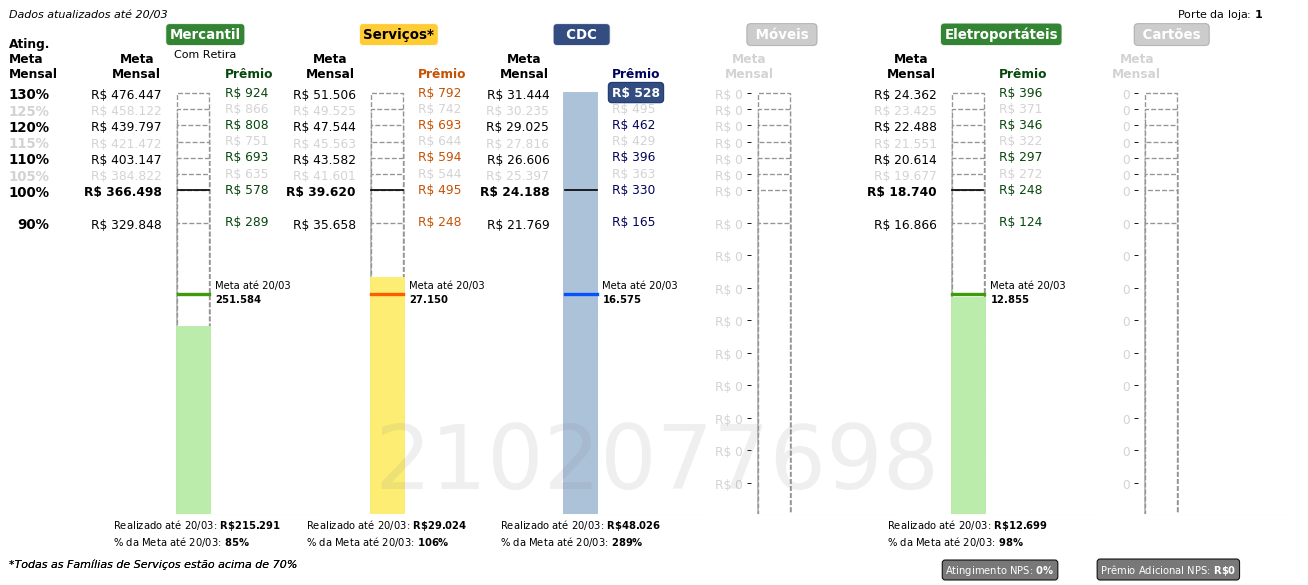 Dados atualizados até 20/03
Porte da loja: 1
Mercantil Serviços* CDC Móveis Eletroportáteis Cartões
Ating. Meta Mensal
Com Retira
Meta Mensal Prêmio Meta Mensal Prêmio Meta Mensal Prêmio Meta Mensal Meta Mensal Prêmio Meta Mensal
130% R$ 476.447 R$ 924 R$ 51.506 R$ 792 R$ 31.444 R$ 528 R$ 0 R$ 24.362 R$ 396 0
125% R$ 458.122 R$ 866 R$ 49.525 R$ 742 R$ 30.235 R$ 495 R$ 0 R$ 23.425 R$ 371 0
120% R$ 439.797 R$ 808 R$ 47.544 R$ 693 R$ 29.025 R$ 462 R$ 0 R$ 22.488 R$ 346 0
115% R$ 421.472 R$ 751 R$ 45.563 R$ 644 R$ 27.816 R$ 429 R$ 0 R$ 21.551 R$ 322 0
110% R$ 403.147 R$ 693 R$ 43.582 R$ 594 R$ 26.606 R$ 396 R$ 0 R$ 20.614 R$ 297 0
105% R$ 384.822 R$ 635 R$ 41.601 R$ 544 R$ 25.397 R$ 363 R$ 0 R$ 19.677 R$ 272 0
100% R$ 366.498 R$ 578 R$ 39.620 R$ 495 R$ 24.188 R$ 330 R$ 0 R$ 18.740 R$ 248 0
90% R$ 329.848 R$ 289 R$ 35.658 R$ 248 R$ 21.769 R$ 165 R$ 0 R$ 16.866 R$ 124 0
R$ 0 0
Meta até 20/03 Meta até 20/03 Meta até 20/03 R$ 0 Meta até 20/03 0
251.584 27.150 16.575 12.855
R$ 0 0
R$ 0 0
R$ 0 0
R$ 0 0
R$ 0 0
2102077698
R$ 0 0
Realizado até 20/03: R$215.291 Realizado até 20/03: R$29.024 Realizado até 20/03: R$48.026 Realizado até 20/03: R$12.699
% da Meta até 20/03: 85% % da Meta até 20/03: 106% % da Meta até 20/03: 289% % da Meta até 20/03: 98%
*Todas as Famílias de Serviços estão acima de 70%
Atingimento NPS: 0% Prêmio Adicional NPS: R$0